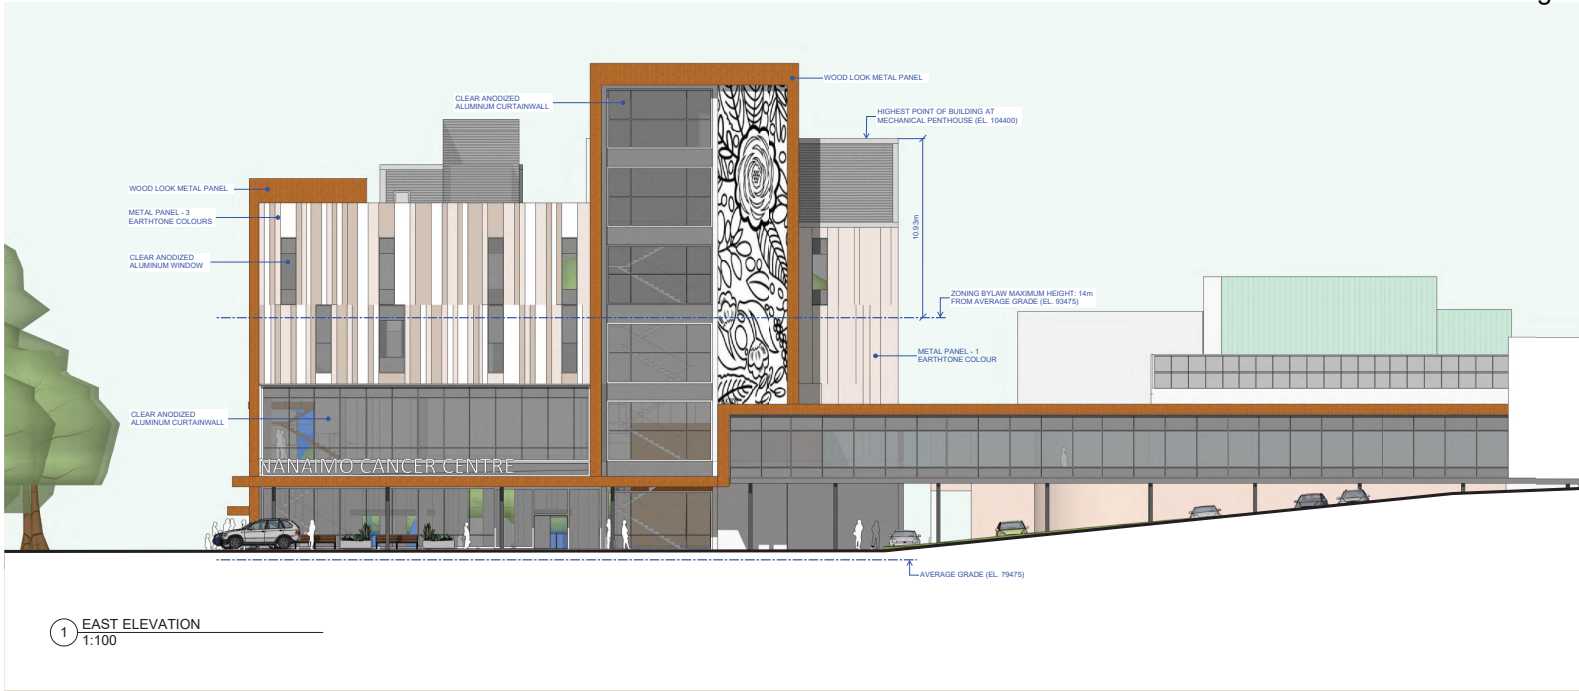 WOOD LOOK METAL PANEL
CLEAR ANODIZED
ALUMINUM CURTAINWALL
HIGHEST POINT OF BUILDING AT
MECHANICAL PENTHOUSE (EL. 104400)
WOOD LOOK METAL PANEL
METAL PANEL - 3
EARTHTONE COLOURS
10.93m
CLEAR ANODIZED
ALUMINUM WINDOW
ZONING BYLAW MAXIMUM HEIGHT: 14m
FROM AVERAGE GRADE (EL. 93475)
METAL PANEL - 1
EARTHTONE COLOUR
CLEAR ANODIZED
ALUMINUM CURTAINWALL
NANAIMO CANCER CENTRE
AVERAGE GRADE (EL. 79475)
1
EAST ELEVATION
1:100